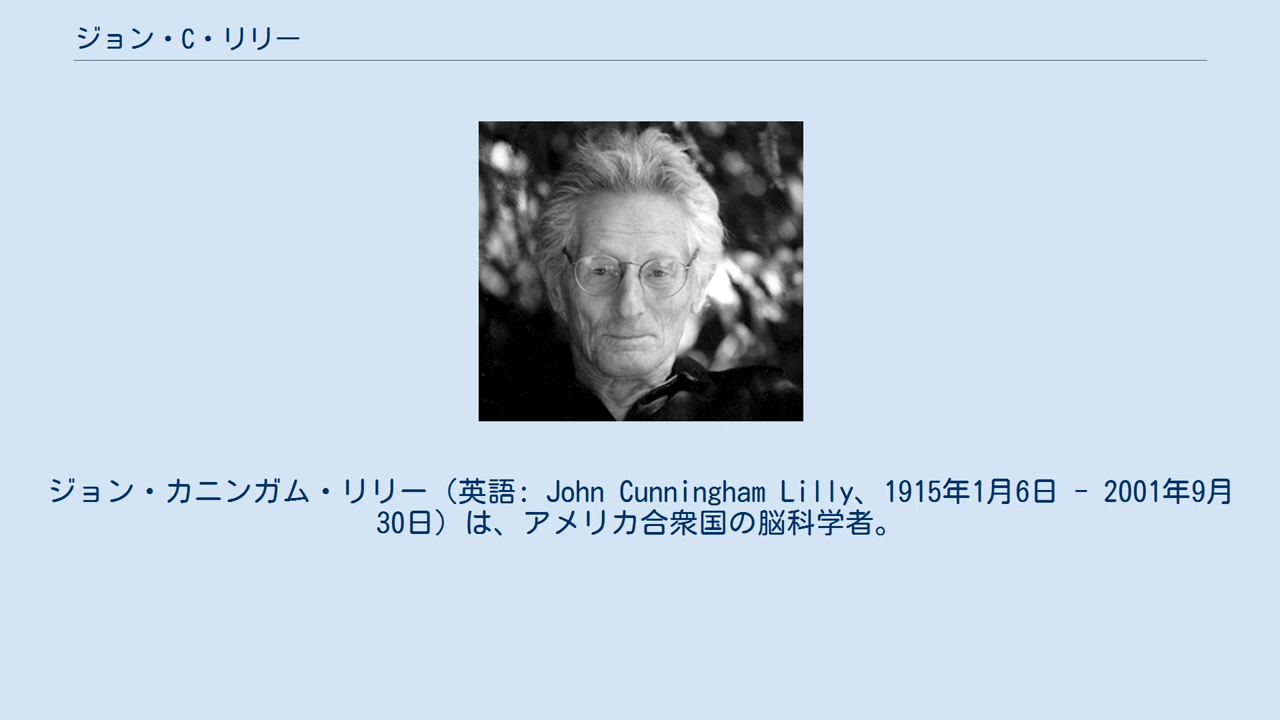 ジョン・C・リリー
ジョン・カニンガム・リリー（英語: John Cunningham Lilly、1915年1月6日 - 2001年9月
30日）は、アメリカ合衆国の脳科学者。